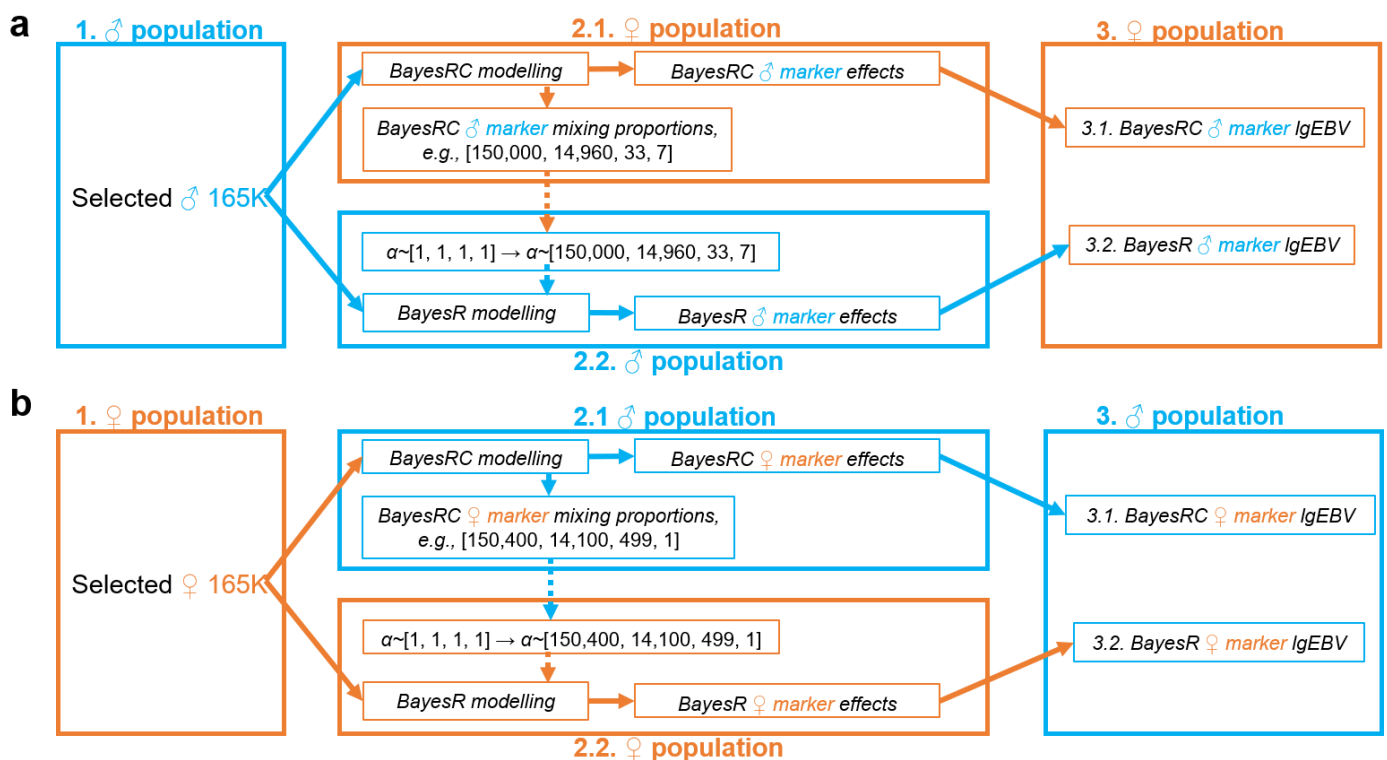 a
1. ♂ population
2.1. ♀ population
3. ♀ population
Selected ♂ 165K
BayesRC modelling
BayesRC ♂ marker effects
BayesRC ♂ marker mixing proportions,
e.g., [150,000, 14,960, 33, 7]
α~[1, 1, 1, 1] → α~[150,000, 14,960, 33, 7]
BayesR modelling
BayesR ♂ marker effects
2.2. ♂ population
3.1. BayesRC ♂ marker lgEBV
3.2. BayesR ♂ marker lgEBV
b
1. ♀ population
2.1 ♂ population
3. ♂ population
Selected ♀ 165K
BayesRC modelling
BayesRC ♀ marker effects
BayesRC ♀ marker mixing proportions,
e.g., [150,400, 14,100, 499, 1]
α~[1, 1, 1, 1] → α~[150,400, 14,100, 499, 1]
BayesR modelling
BayesR ♀ marker effects
2.2. ♀ population
3.1. BayesRC ♀ marker lgEBV
3.2. BayesR ♀ marker lgEBV